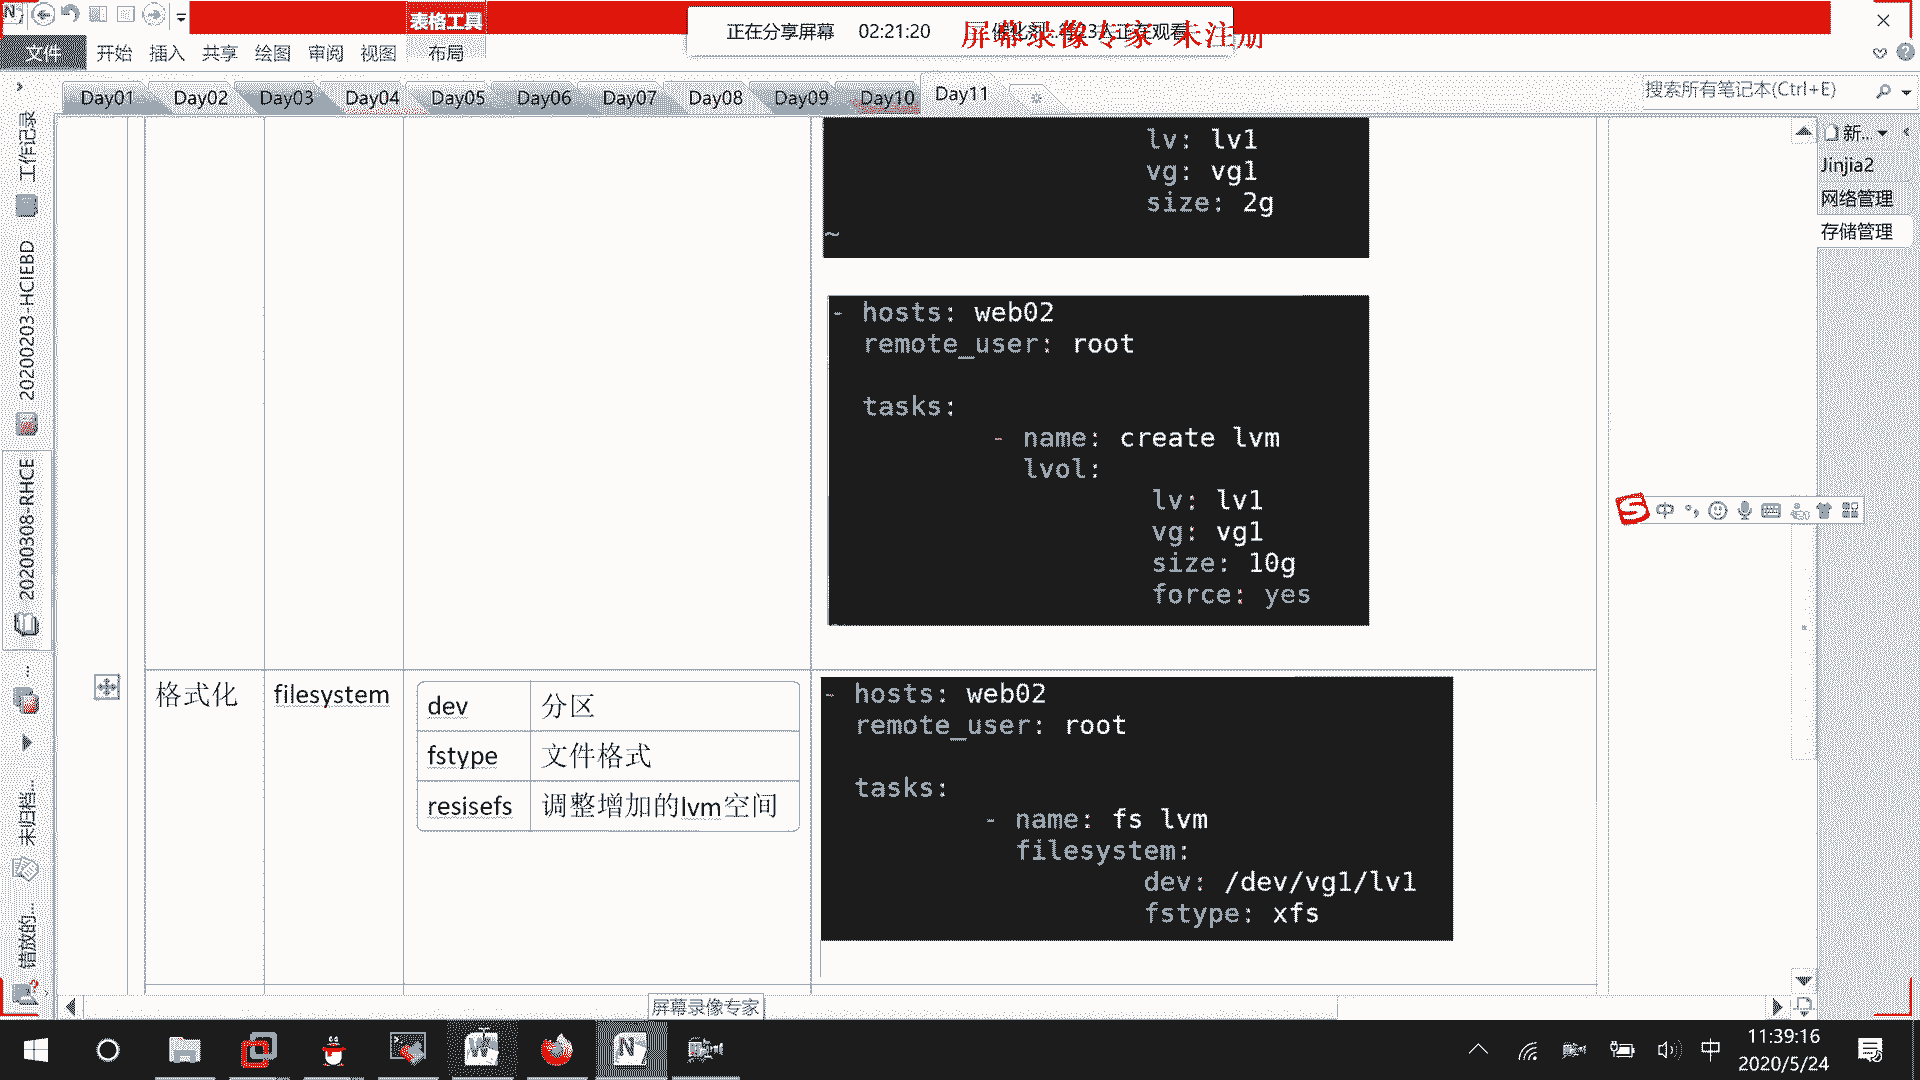 表格工具
正在分享屏幕 02:21:20
屏幕录像专家 未注册
文件 开始 插入 共享 绘图 审阅 视图 布局
Day01 Day02 Day03 Day04 Day05 Day06 Day07 Day08 Day09 Day10 Day11
搜索所有笔记本(Ctrl+E)
工作记录
20200203-HCIEBD
20200308-RHCE
...
未归档...
错放的...
新...
Jinjia2
网络管理
存储管理
lv: lv1
vg: vg1
size: 2g
~
- hosts: web02
remote_user: root
tasks:
- name: create lvm
lvol:
lv: lv1
vg: vg1
size: 10g
force: yes
格式化 filesystem
dev 分区
fstype 文件格式
resisefs 调整增加的lvm空间
- hosts: web02
remote_user: root
tasks:
- name: fs lvm
filesystem:
dev: /dev/vg1/lv1
fstype: xfs
中
屏幕录像专家
中
11:39:16
2020/5/24